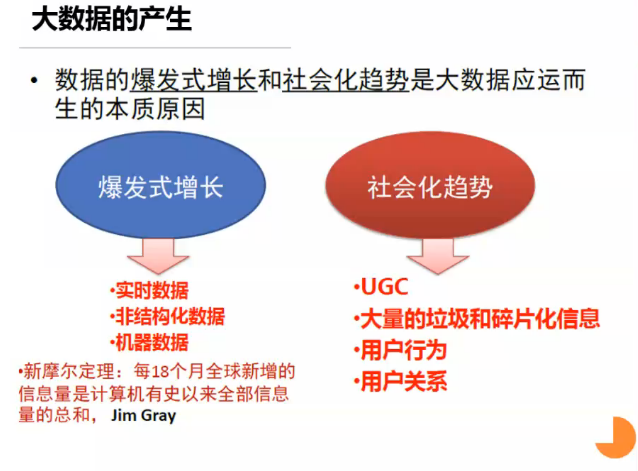 大数据的产生
• 数据的爆发式增长和社会化趋势是大数据应运而
生的本质原因
爆发式增长
社会化趋势
•实时数据
•非结构化数据
•机器数据
•新摩尔定理：每18个月全球新增的
信息量是计算机有史以来全部信息
量的总和， Jim Gray
•UGC
•大量的垃圾和碎片化信息
•用户行为
•用户关系